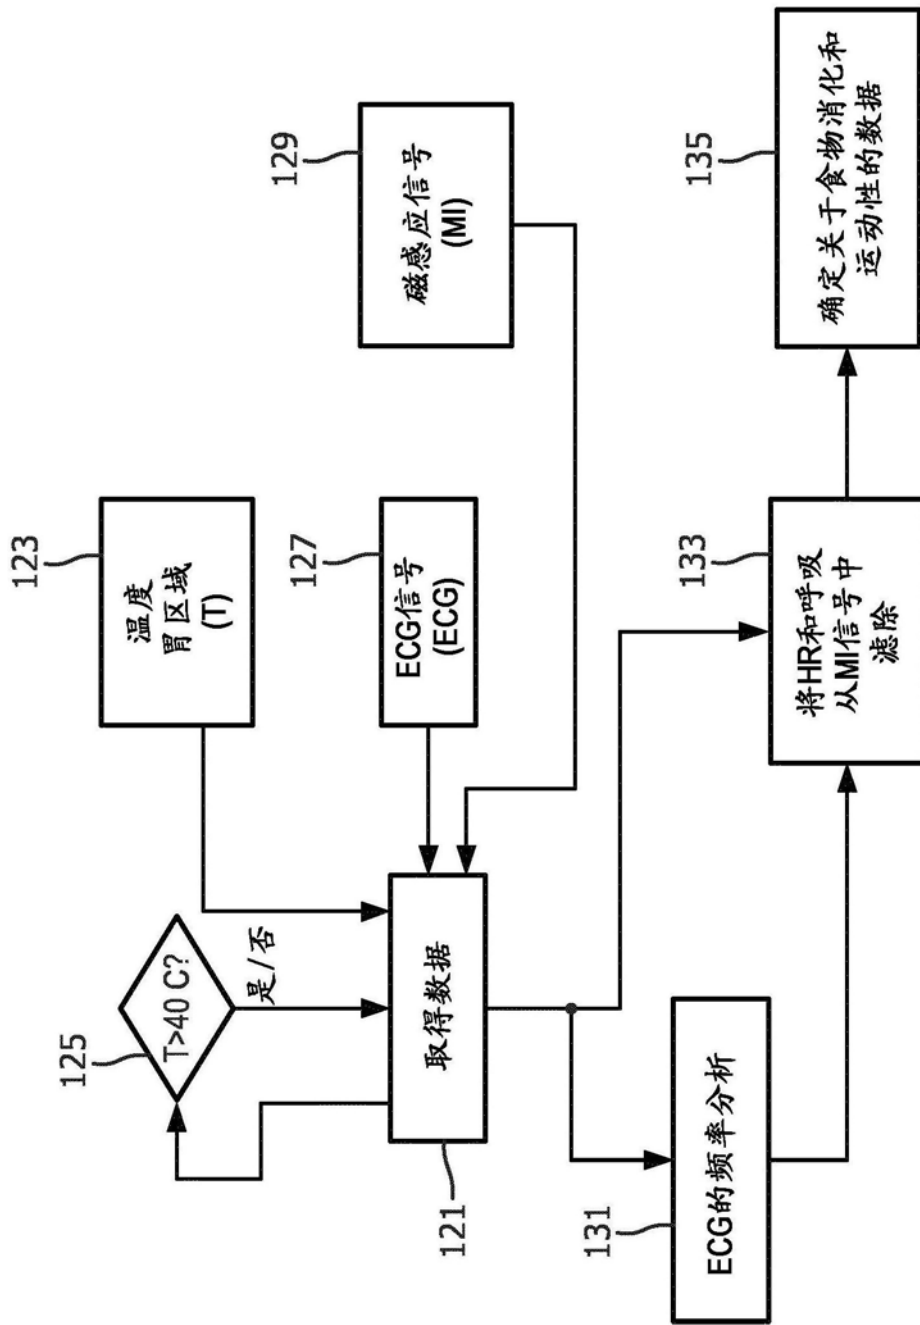 125
T>40 C?
是/否
123
温度
胃区域
(T)
121
取得数据
127
ECG信号
(ECG)
129
磁感应信号
(MI)
131
ECG的频率分析
133
将HR和呼吸
从MI信号中
滤除
135
确定关于食物消化和
运动性的数据